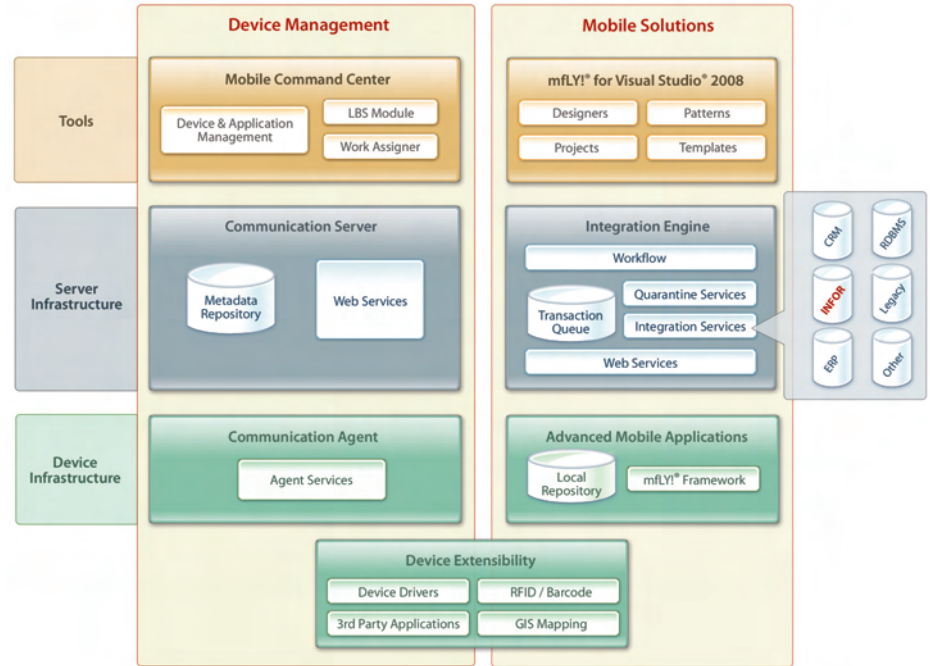 Device Management
Mobile Solutions
Tools
Mobile Command Center
Device & Application
Management
LBS Module
Work Assigner
mfLY!® for Visual Studio® 2008
Designers
Patterns
Projects
Templates
Server
Infrastructure
Communication Server
Metadata
Repository
Web Services
Integration Engine
Workflow
Transaction
Queue
Quarantine Services
Integration Services
Web Services
CRM
RDBMS
INFOR
Legacy
ERP
Other
Device
Infrastructure
Communication Agent
Agent Services
Advanced Mobile Applications
Local
Repository
mfLY!® Framework
Device Extensibility
Device Drivers
RFID / Barcode
3rd Party Applications
GIS Mapping